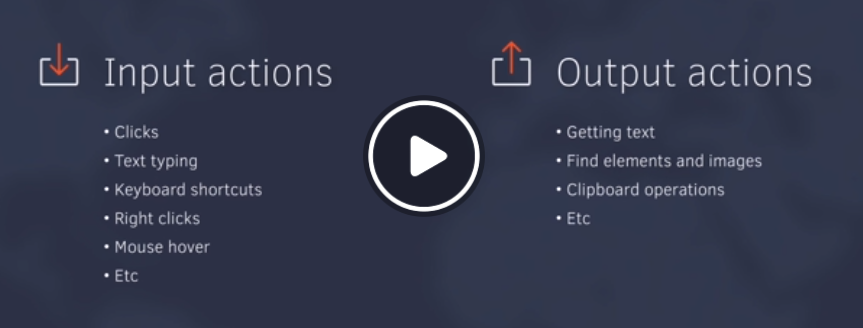 Input actions
• Clicks
• Text typing
• Keyboard shortcuts
• Right clicks
• Mouse hover
• Etc
Output actions
• Getting text
• Find elements and images
• Clipboard operations
• Etc